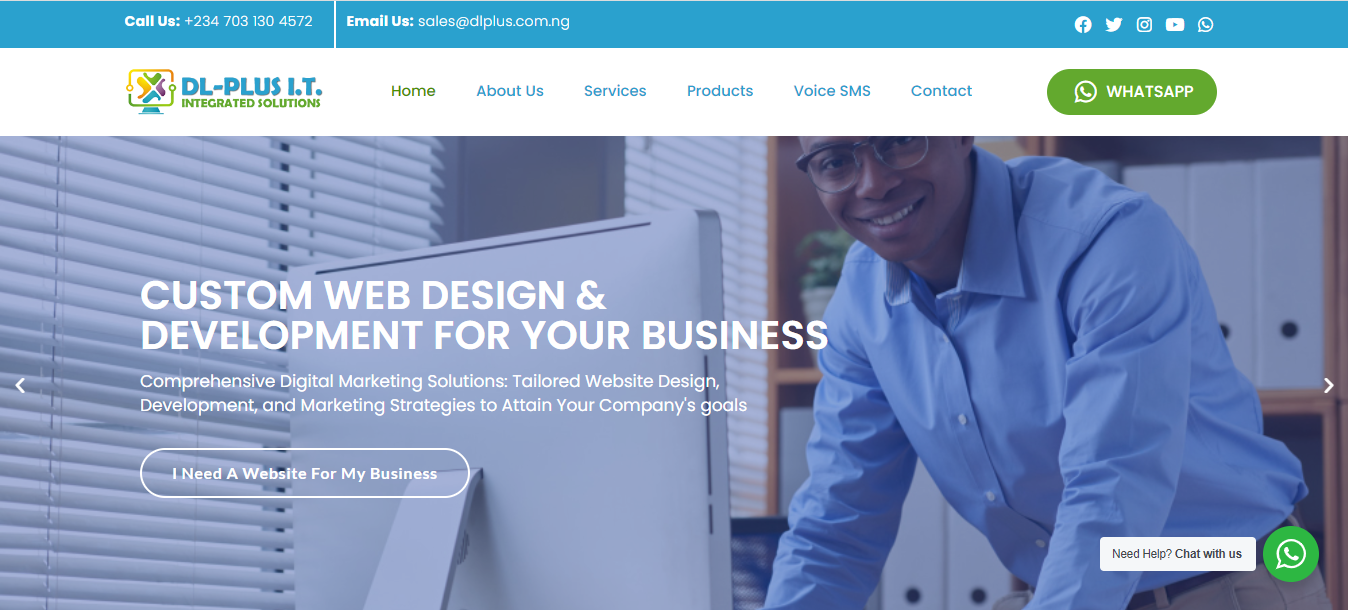 Call Us: +234 703 130 4572
Email Us: sales@dlplus.com.ng
DL-PLUS I.T.
INTEGRATED SOLUTIONS
Home
About Us
Services
Products
Voice SMS
Contact
WHATSAPP
CUSTOM WEB DESIGN &
DEVELOPMENT FOR YOUR BUSINESS
Comprehensive Digital Marketing Solutions: Tailored Website Design,
Development, and Marketing Strategies to Attain Your Company's goals
I Need A Website For My Business
Need Help? Chat with us